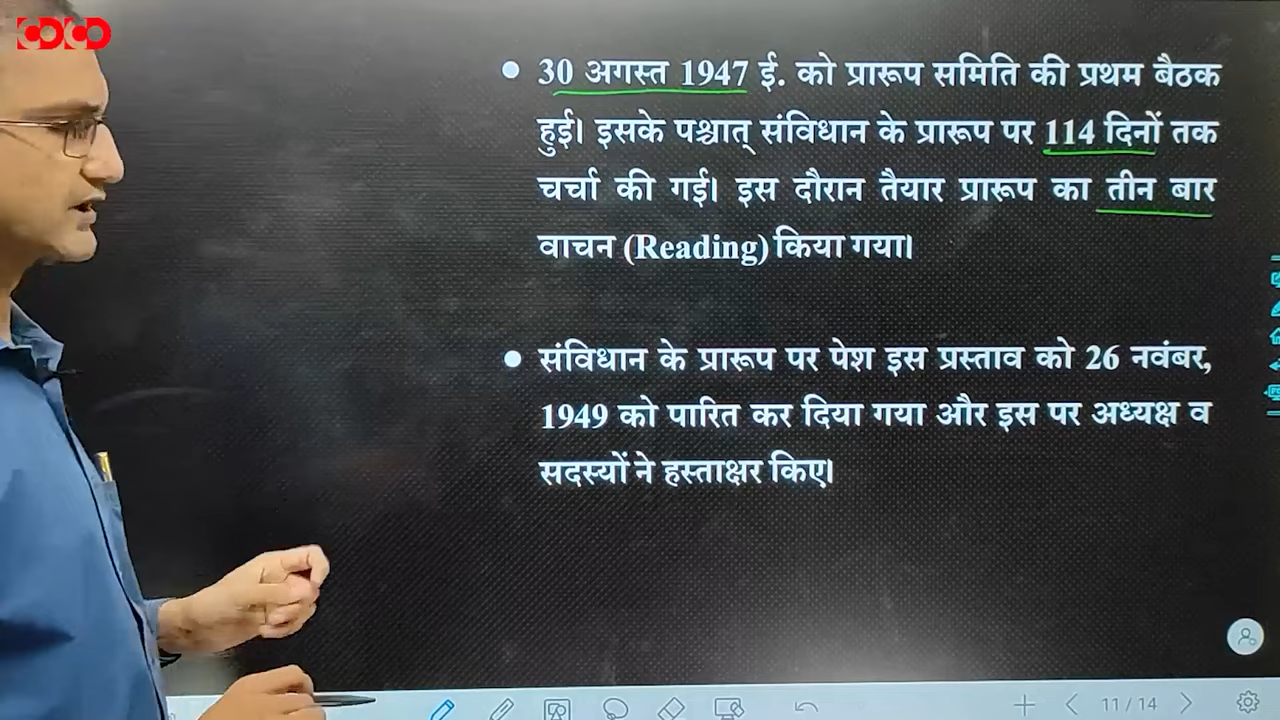 • 30 अगस्त 1947 ई. को प्रारूप समिति की प्रथम बैठक
हुई। इसके पश्चात् संविधान के प्रारूप पर 114 दिनों तक
चर्चा की गई। इस दौरान तैयार प्रारूप का तीन बार
वाचन (Reading) किया गया।
• संविधान के प्रारूप पर पेश इस प्रस्ताव को 26 नवंबर,
1949 को पारित कर दिया गया और इस पर अध्यक्ष व
सदस्यों ने हस्ताक्षर किए।
11 / 14